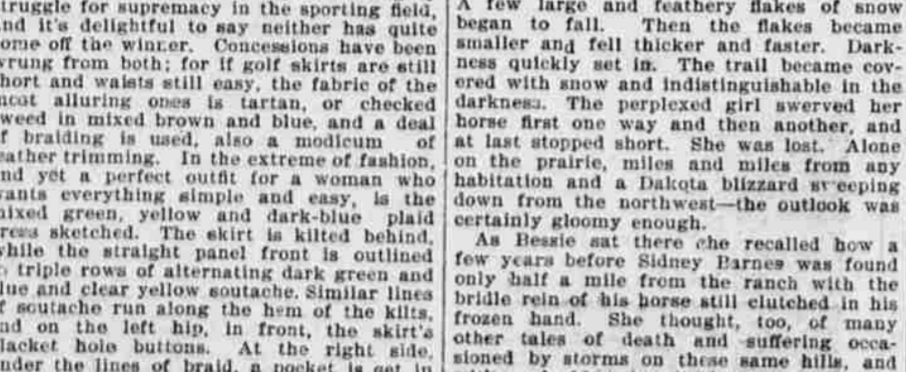 truggle for supremacy in the sporting field,
nd it's delightful to say neither has quite
ome off the winner. Concessions have been
rung from both; for if golf skirts are still
hort and waists still easy, the fabric of the
most alluring ones is tartan, or checked
weed in mixed brown and blue, and a deal
f braiding is used, also a modicum of
eather trimming. In the extreme of fashion,
nd yet a perfect outfit for a woman who
ants everything simple and easy, is the
ixed green, yellow and dark-blue plaid
ress sketched. The skirt is kilted behind,
hile the straight panel front is outlined
triple rows of alternating dark green and
lue and clear yellow soutache. Similar lines
f soutache run along the hem of the kilts,
nd on the left hip, in front, the skirt's
lacket hole buttons. At the right side,
nder the lines of braid, a pocket is set in
A few large and feathery flakes of snow
began to fall. Then the flakes became
smaller and fell thicker and faster. Dark-
ness quickly set in. The trail became cov-
ered with snow and indistinguishable in the
darkness. The perplexed girl swerved her
horse first one way and then another, and
at last stopped short. She was lost. Alone
on the prairie, miles and miles from any
habitation and a Dakota blizzard sweeping
down from the northwest—the outlook was
certainly gloomy enough.
As Bessie sat there she recalled how a
few years before Sidney Barnes was found
only half a mile from the ranch with the
bridle rein of his horse still clutched in his
frozen hand. She thought, too, of many
other tales of death and suffering occa-
sioned by storms on these same hills, and